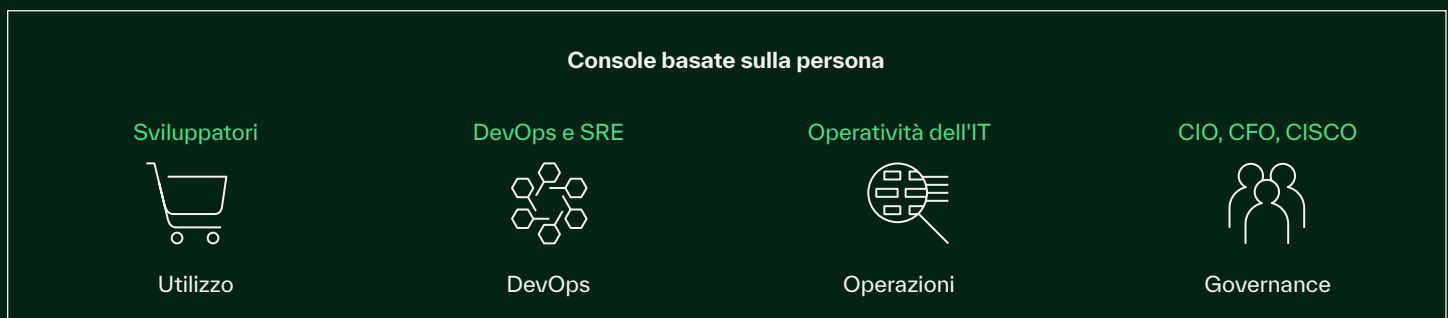 Console basate sulla persona
Sviluppatori
DevOps e SRE
Operatività dell'IT
CIO, CFO, CISCO
Utilizzo
DevOps
Operazioni
Governance